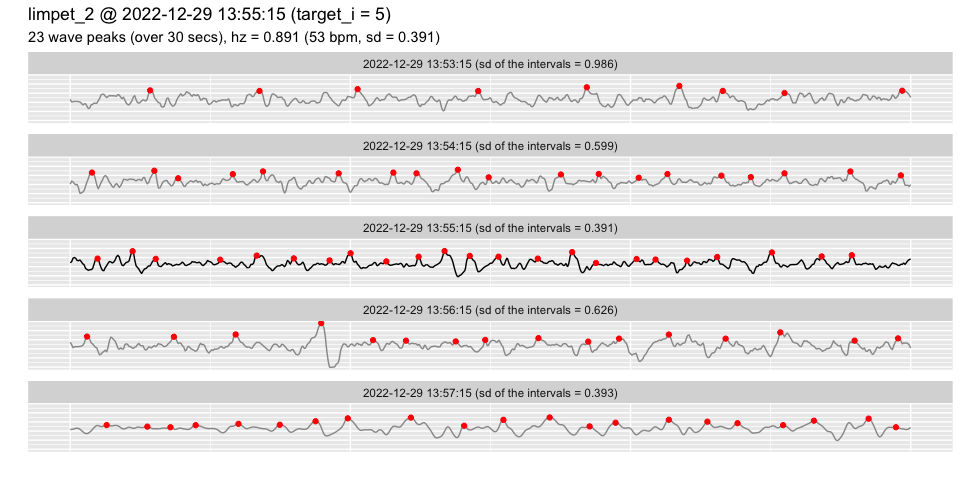 limpet_2 @ 2022-12-29 13:55:15 (target_i = 5)
23 wave peaks (over 30 secs), hz = 0.891 (53 bpm, sd = 0.391)
2022-12-29 13:53:15 (sd of the intervals = 0.986)
2022-12-29 13:54:15 (sd of the intervals = 0.599)
2022-12-29 13:55:15 (sd of the intervals = 0.391)
2022-12-29 13:56:15 (sd of the intervals = 0.626)
2022-12-29 13:57:15 (sd of the intervals = 0.393)